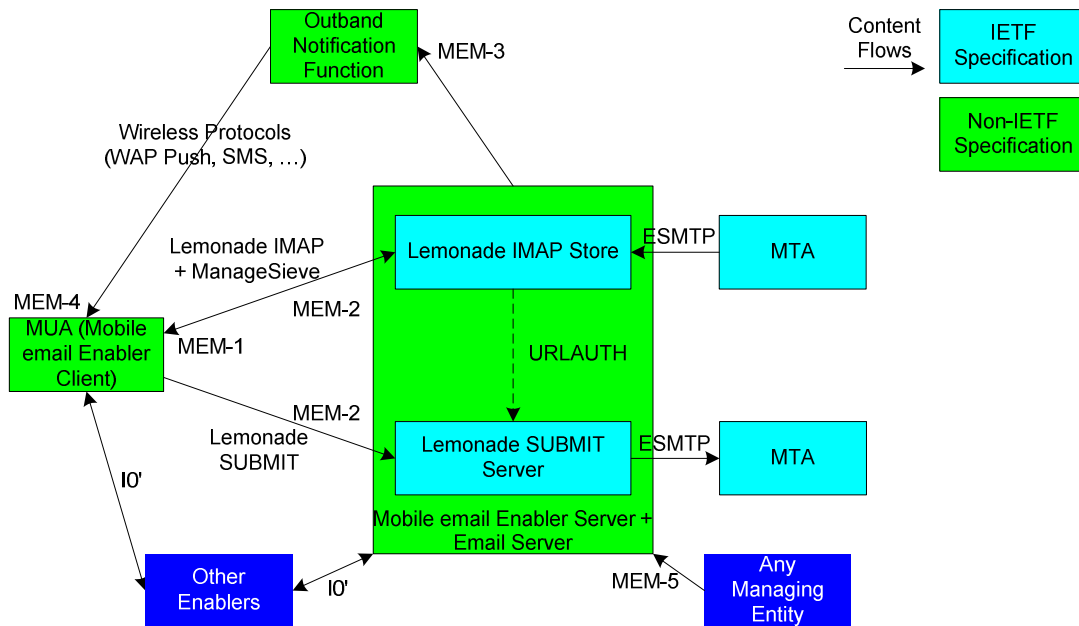 Outband
Notification
Function
MEM-3
Content
Flows
IETF
Specification
Non-IETF
Specification
Wireless Protocols
(WAP Push, SMS, ...)
Lemonade IMAP
+ ManageSieve
Lemonade IMAP Store
ESMTP
MTA
MEM-4
MEM-2
MUA (Mobile
email Enabler
Client)
MEM-1
URLAUTH
MEM-2
Lemonade
SUBMIT
Lemonade SUBMIT
Server
ESMTP
MTA
I0'
Mobile email Enabler Server +
Email Server
Other
Enablers
I0'
MEM-5
Any
Managing
Entity